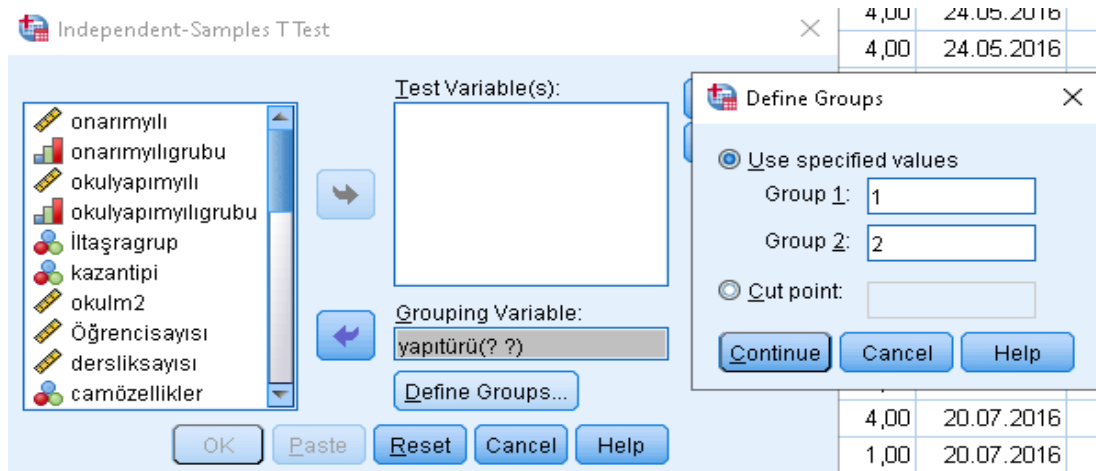 Independent-Samples T Test
Test Variable(s):
onarımyılı
onarımyılıgrubu
okulyapımyılı
okulyapımyılıgrubu
İltaşragrup
kazantipi
okulm2
Öğrencisayısı
dersliksayısı
camözellikler
Grouping Variable:
yapıtürü(? ?)
Define Groups...
OK
Paste
Reset
Cancel
Help
4,00 24.05.2016
4,00 24.05.2016
Define Groups
Use specified values
Group 1: 1
Group 2: 2
Cut point:
Continue
Cancel
Help
4,00 20.07.2016
1,00 20.07.2016